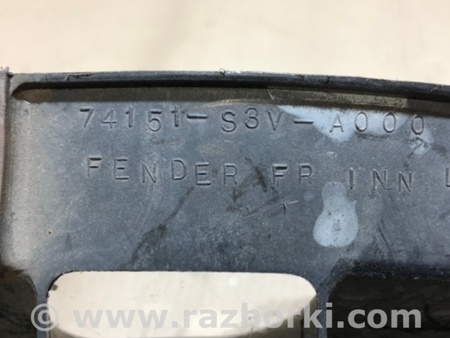 74151-S3V-A000
FENDER FR INN L
www.razborki.com